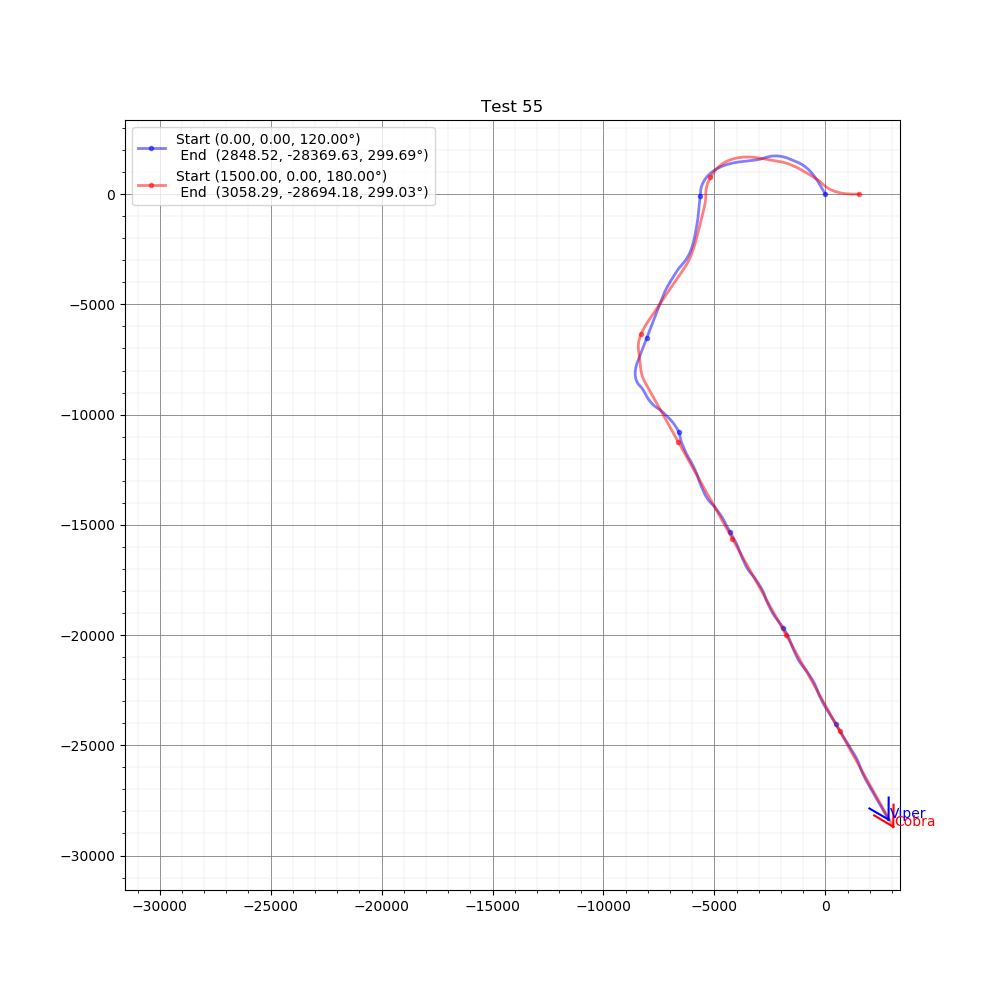 Test 55
Start (0.00, 0.00, 120.00°)
End  (2848.52, -28369.63, 299.69°)
Start (1500.00, 0.00, 180.00°)
End  (3058.29, -28694.18, 299.03°)
0
−5000
−10000
−15000
−20000
−25000
−30000
Viper
Cobra
−30000 −25000 −20000 −15000 −10000 −5000 0